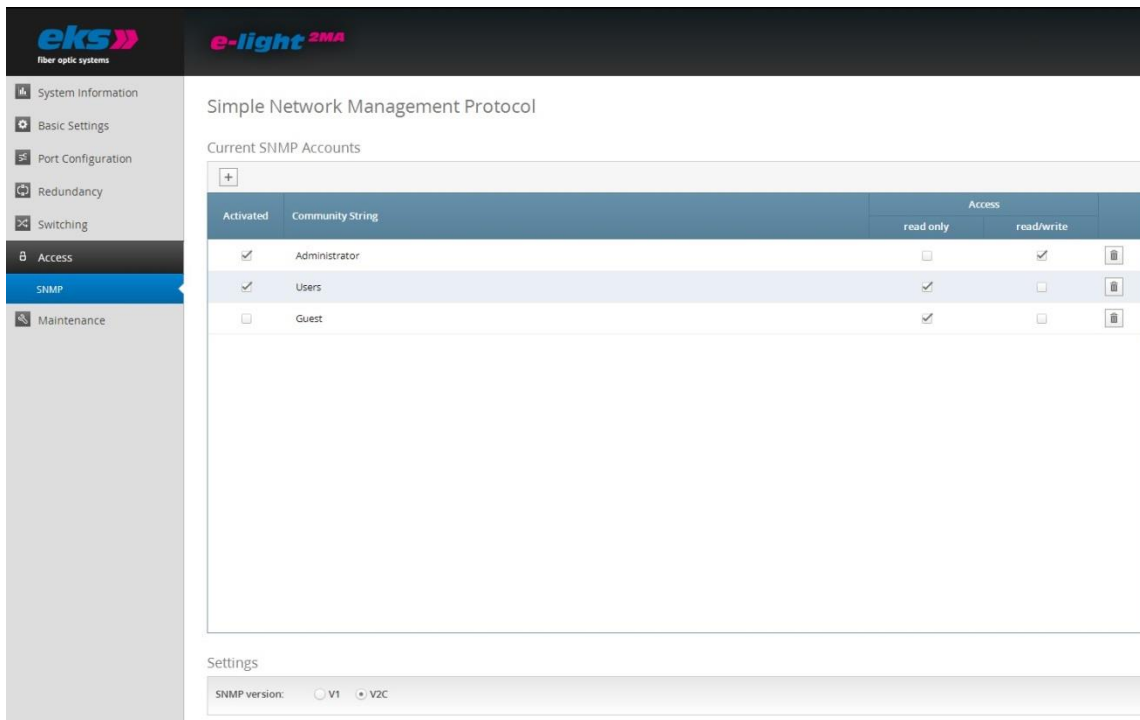 eks
fiber optic systems
e-light 2MA
System Information
Basic Settings
Port Configuration
Redundancy
Switching
Access
SNMP
Maintenance
Simple Network Management Protocol
Current SNMP Accounts
+
Activated Community String Access
read only read/write
Administrator
Users
Guest
Settings
SNMP version: V1 V2C